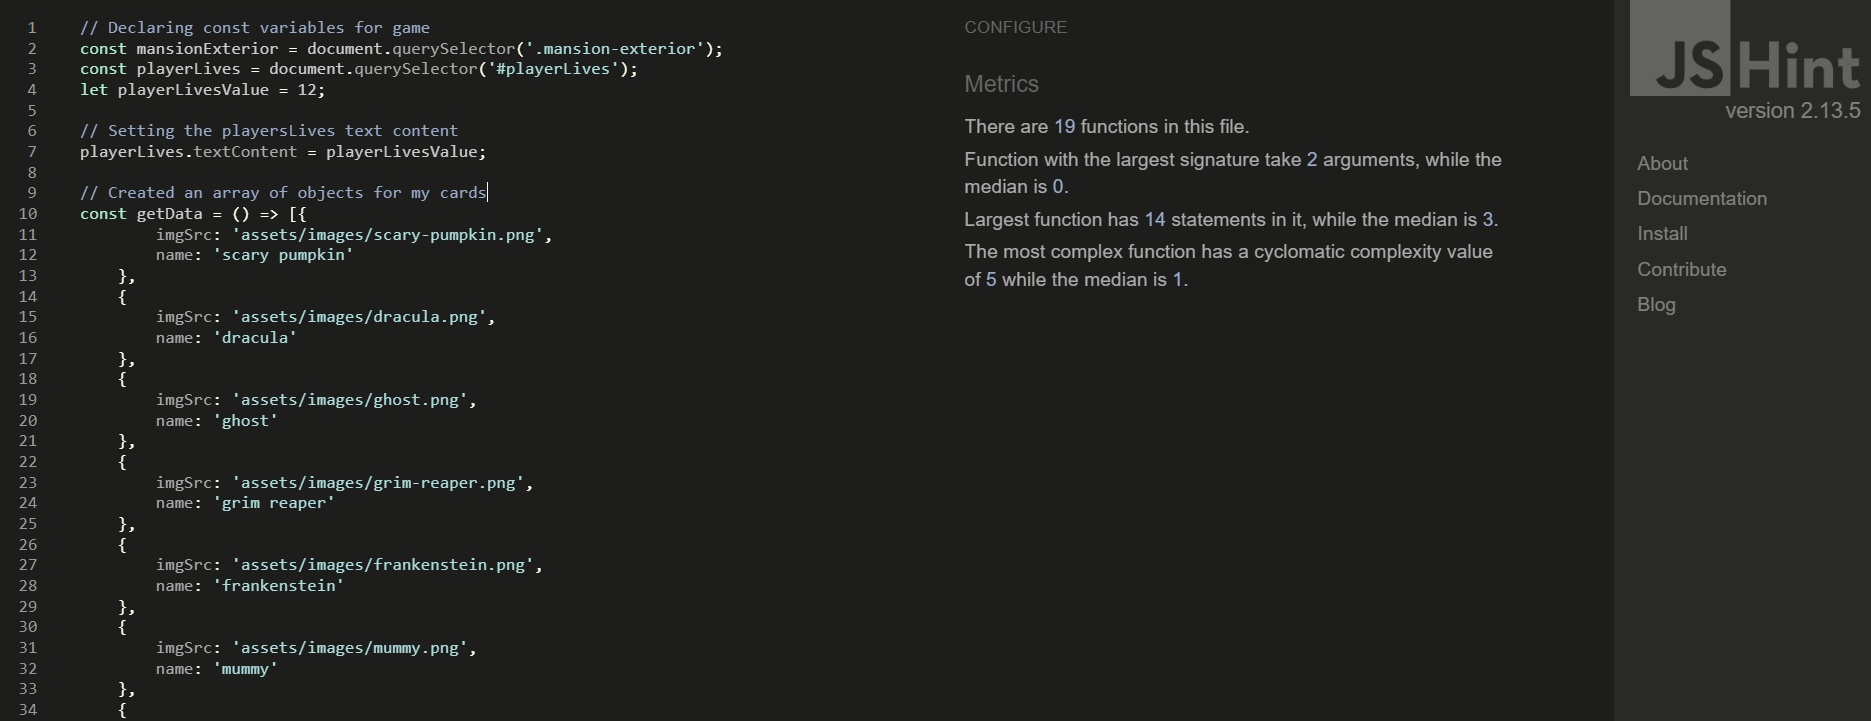 1 // Declaring const variables for game
2 const mansionExterior = document.querySelector('.mansion-exterior');
3 const playerLives = document.querySelector('#playerLives');
4 let playerLivesValue = 12;
5
6 // Setting the playersLives text content
7 playerLives.textContent = playerLivesValue;
8
9 // Created an array of objects for my cards
10 const getData = () => [{
11 imgSrc: 'assets/images/scary-pumpkin.png',
12 name: 'scary pumpkin'
13 },
14 {
15 imgSrc: 'assets/images/dracula.png',
16 name: 'dracula'
17 },
18 {
19 imgSrc: 'assets/images/ghost.png',
20 name: 'ghost'
21 },
22 {
23 imgSrc: 'assets/images/grim-reaper.png',
24 name: 'grim reaper'
25 },
26 {
27 imgSrc: 'assets/images/frankenstein.png',
28 name: 'frankenstein'
29 },
30 {
31 imgSrc: 'assets/images/mummy.png',
32 name: 'mummy'
33 },
34 {
CONFIGURE
Metrics
There are 19 functions in this file.
Function with the largest signature take 2 arguments, while the
median is 0.
Largest function has 14 statements in it, while the median is 3.
The most complex function has a cyclomatic complexity value
of 5 while the median is 1.
JSHint
version 2.13.5
About
Documentation
Install
Contribute
Blog